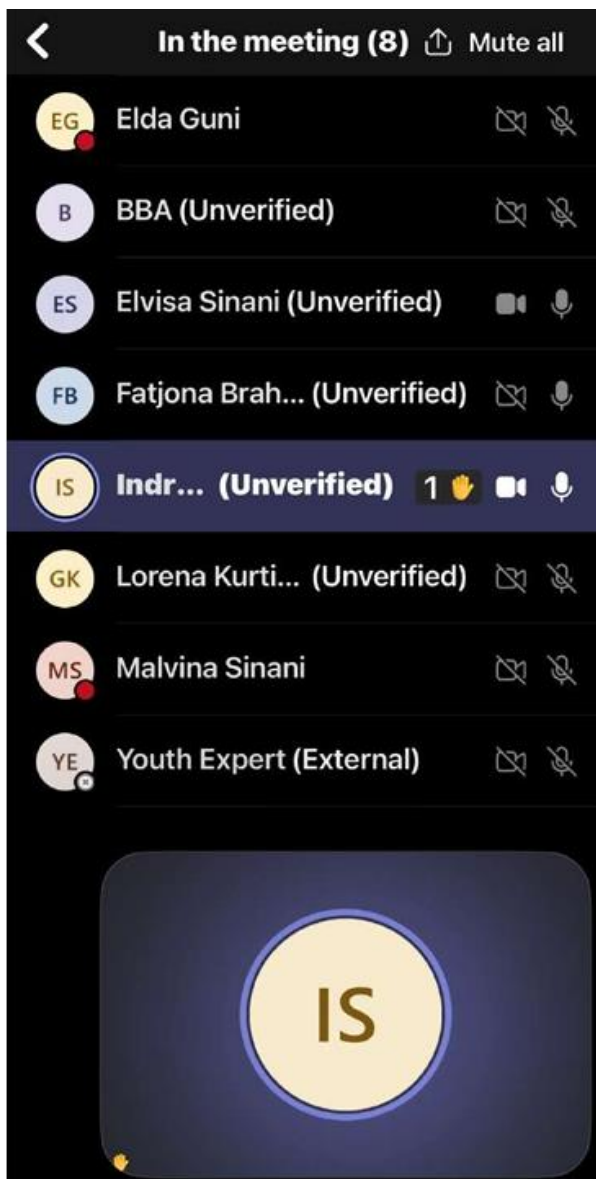 In the meeting (8) Mute all
EG Elda Guni
B BBA (Unverified)
ES Elvisa Sinani (Unverified)
FB Fatjona Brah... (Unverified)
IS Indr... (Unverified) 1
GK Lorena Kurti... (Unverified)
MS Malvina Sinani
YE Youth Expert (External)
IS